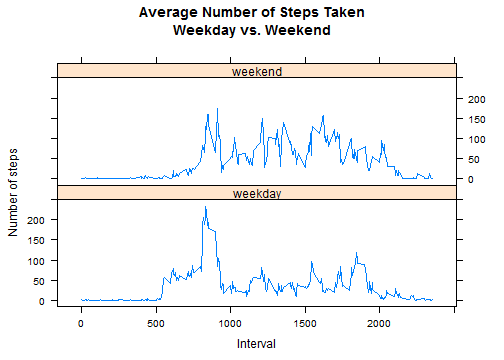 Average Number of Steps Taken
Weekday vs. Weekend
weekend
200
150
100
50
0
weekday
200
150
100
50
0
Number of steps
0 500 1000 1500 2000
Interval